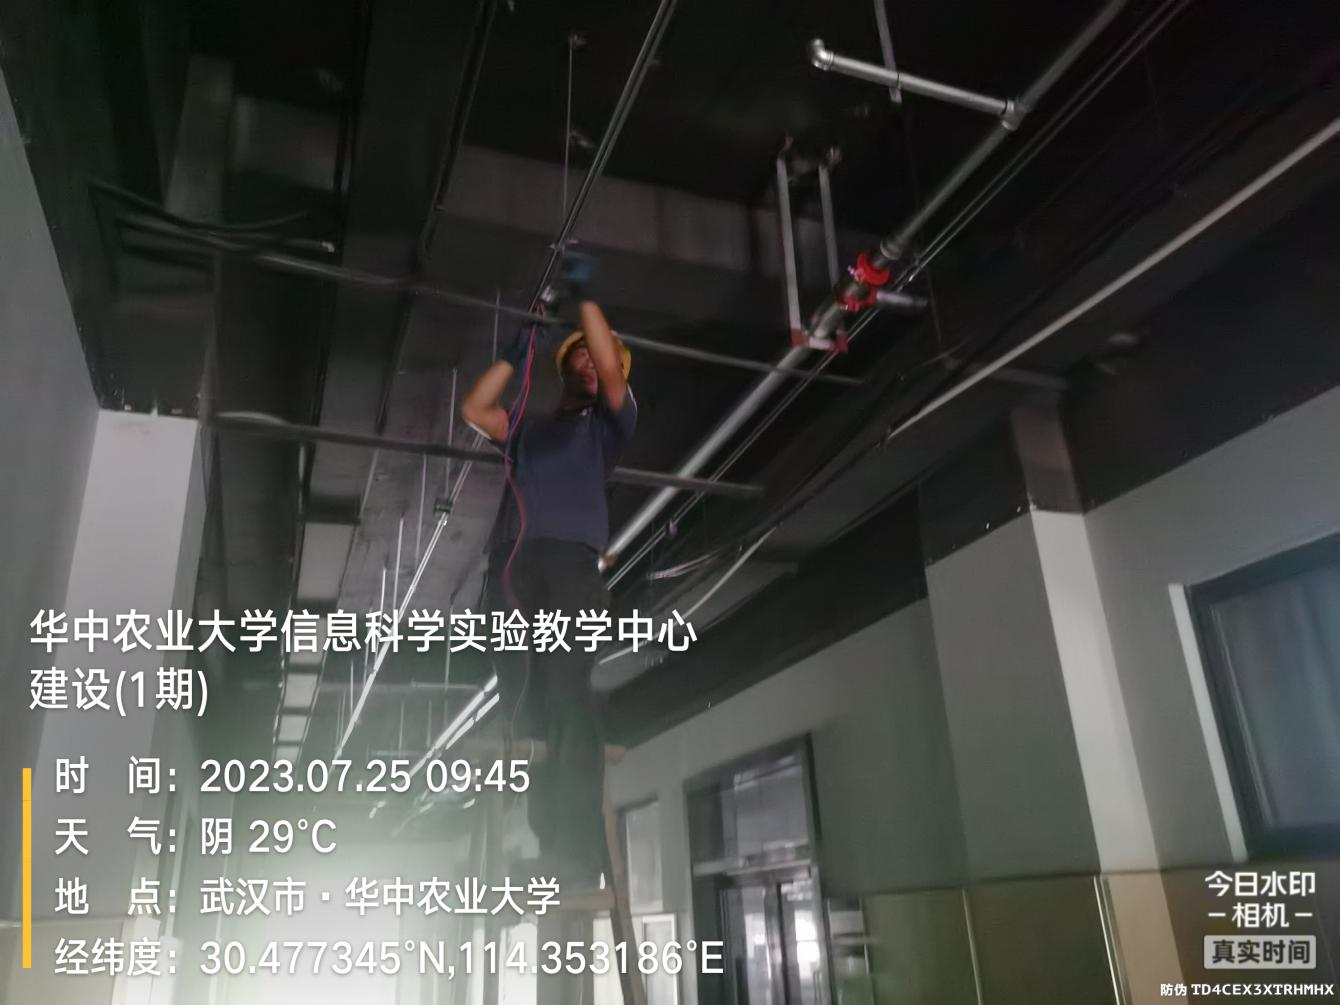 华中农业大学信息科学实验教学中心
建设(1期)
时 间：2023.07.25 09:45
天 气：阴 29°C
地 点：武汉市·华中农业大学
经纬度：30.477345°N,114.353186°E
今日水印
-相机-
真实时间
防伪 TD4CEX3XTRHMHX